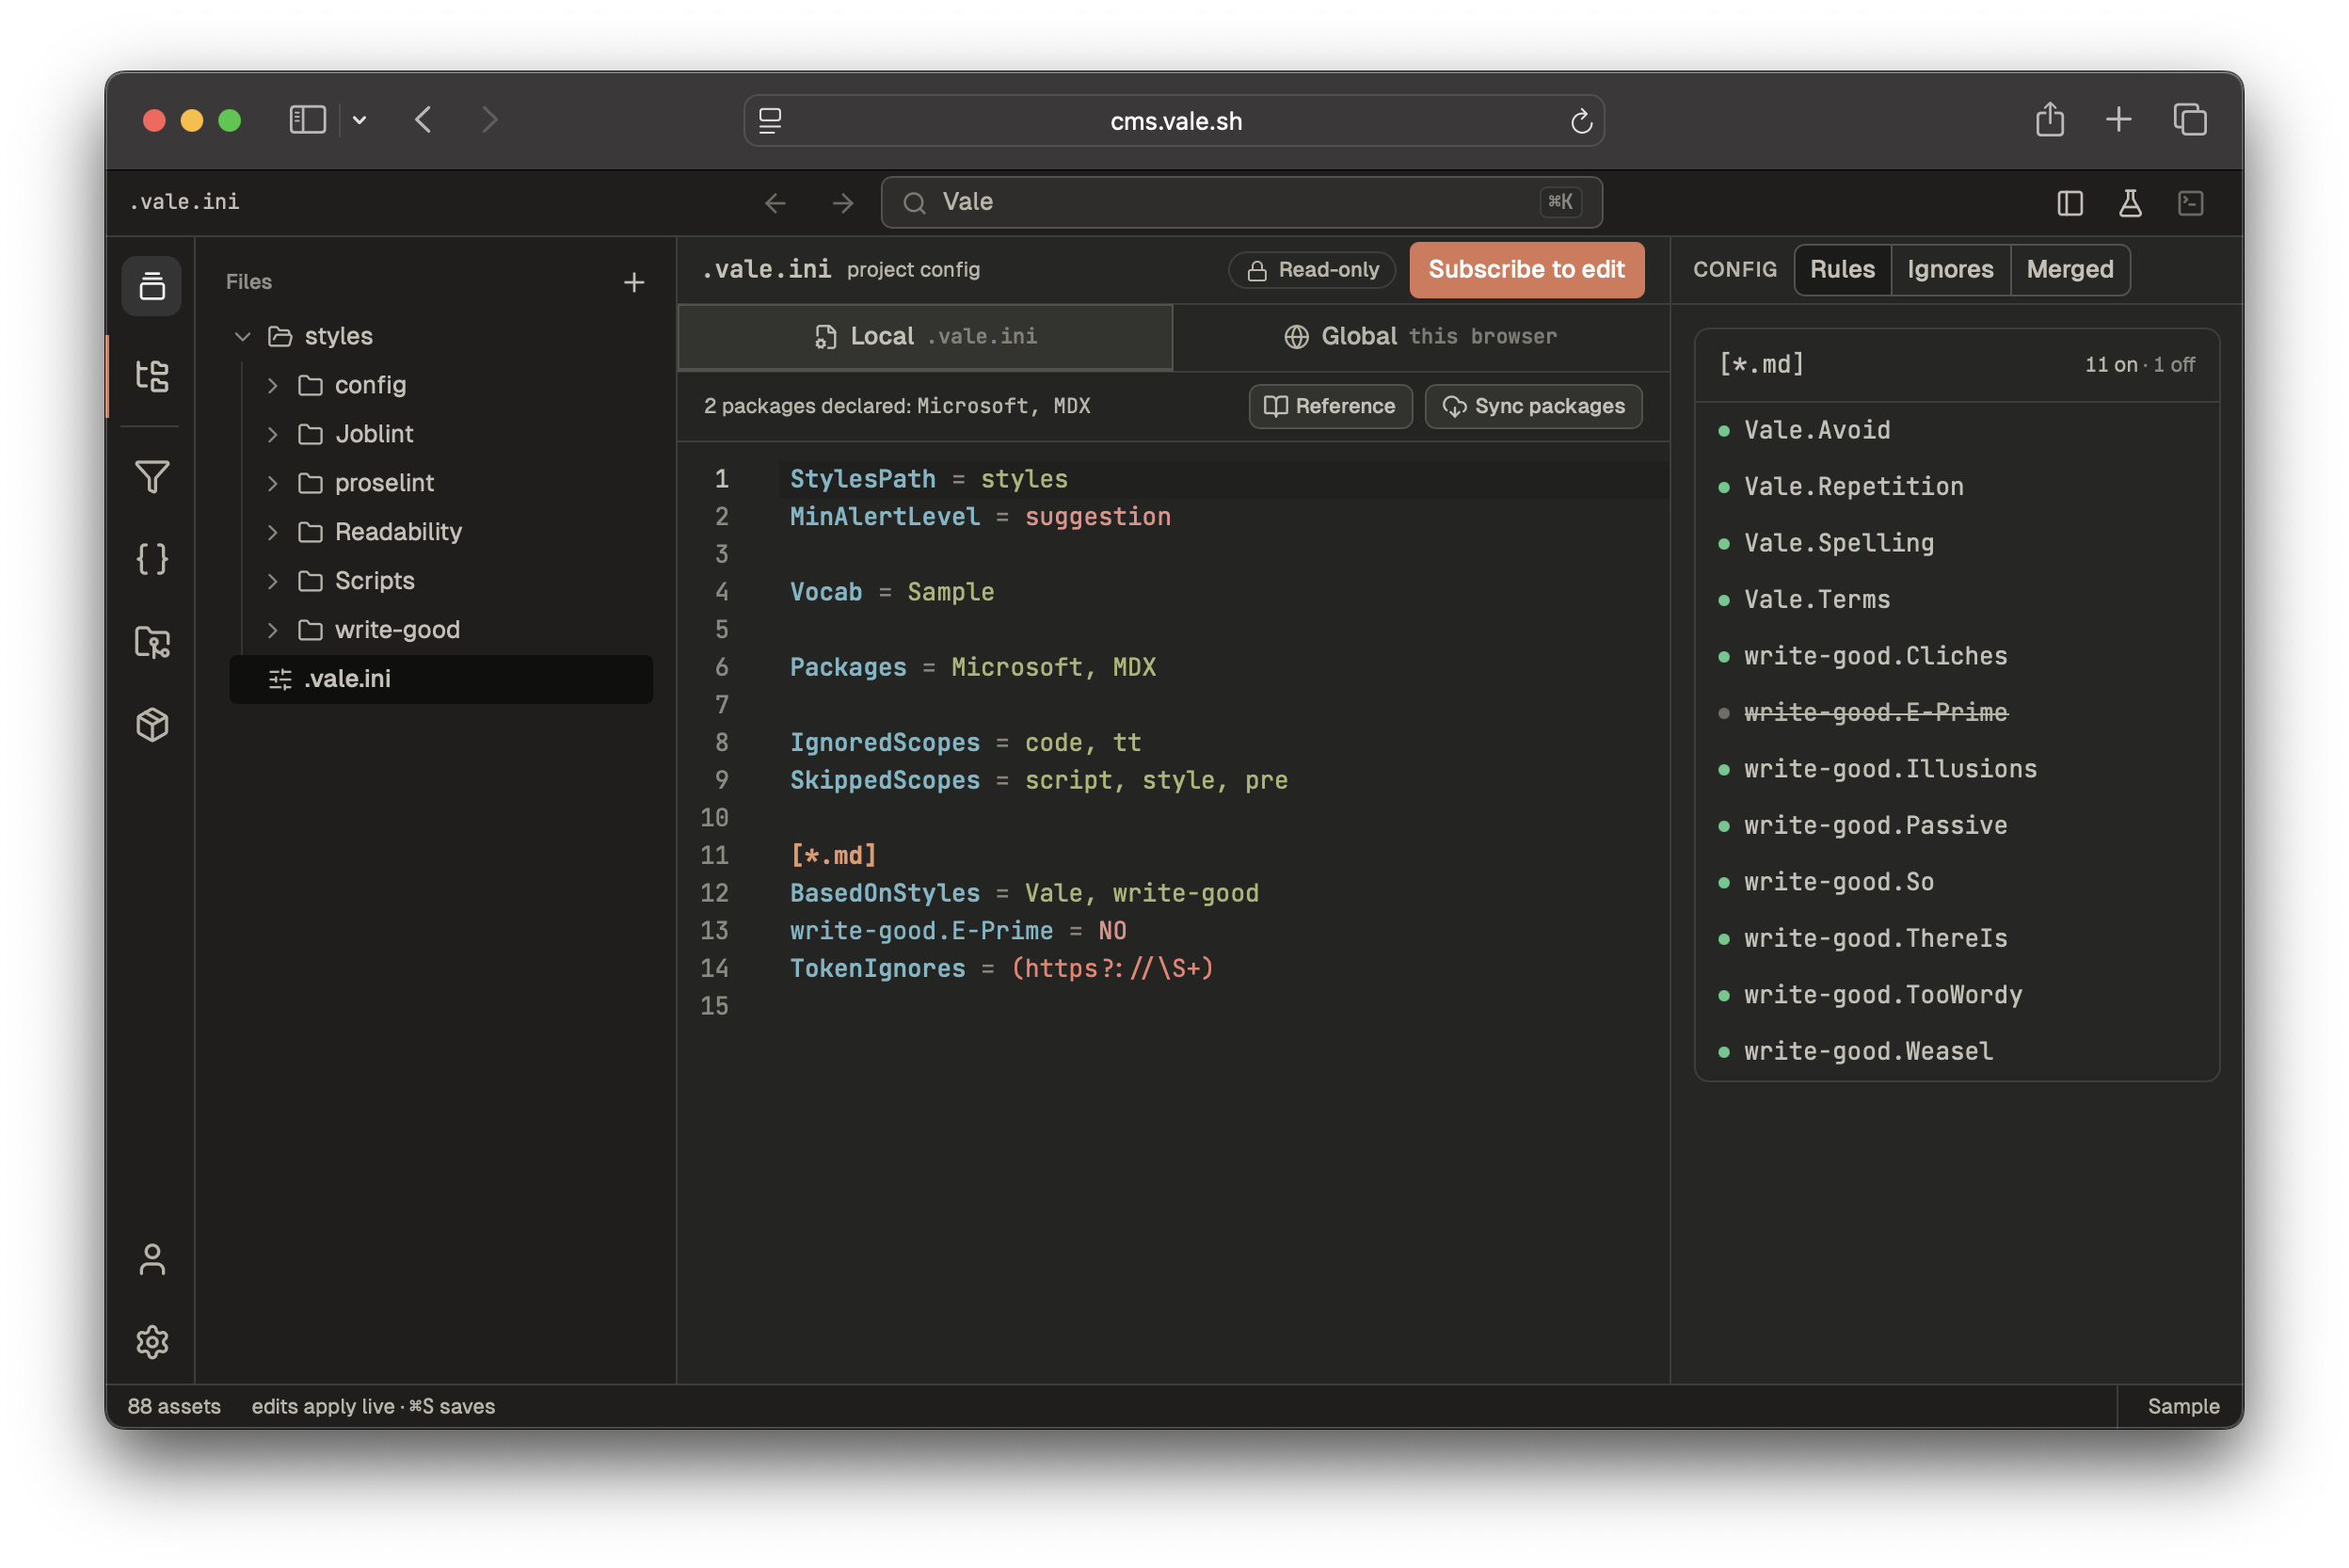 cms.vale.sh
.vale.ini
Vale
⌘K
Files
styles
config
Joblint
proselint
Readability
Scripts
write-good
.vale.ini
.vale.ini project config
Read-only
Subscribe to edit
Local .vale.ini
Global this browser
2 packages declared: Microsoft, MDX
Reference
Sync packages
1 StylesPath = styles
2 MinAlertLevel = suggestion
3
4 Vocab = Sample
5
6 Packages = Microsoft, MDX
7
8 IgnoredScopes = code, tt
9 SkippedScopes = script, style, pre
10
11 [*.md]
12 BasedOnStyles = Vale, write-good
13 write-good.E-Prime = NO
14 TokenIgnores = (https?://\S+)
15
CONFIG
Rules
Ignores
Merged
[*.md]
11 on · 1 off
Vale.Avoid
Vale.Repetition
Vale.Spelling
Vale.Terms
write-good.Cliches
write-good.E-Prime
write-good.Illusions
write-good.Passive
write-good.So
write-good.ThereIs
write-good.TooWordy
write-good.Weasel
88 assets
edits apply live · ⌘S saves
Sample